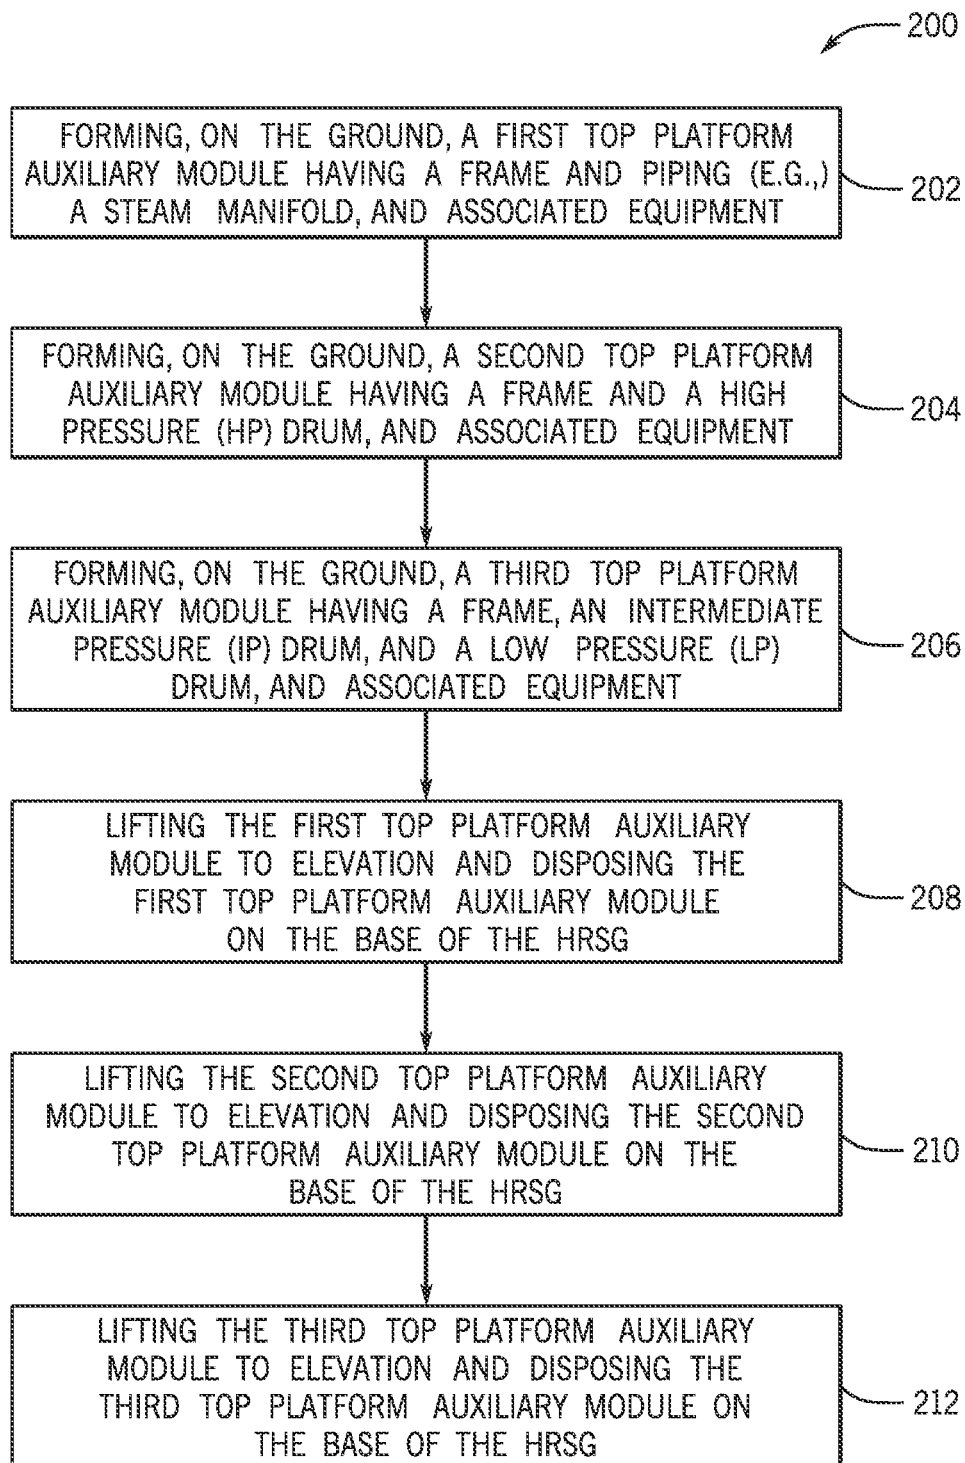 200
FORMING, ON THE GROUND, A FIRST TOP PLATFORM
AUXILIARY MODULE HAVING A FRAME AND PIPING (E.G.,)
A STEAM MANIFOLD, AND ASSOCIATED EQUIPMENT
202
FORMING, ON THE GROUND, A SECOND TOP PLATFORM
AUXILIARY MODULE HAVING A FRAME AND A HIGH
PRESSURE (HP) DRUM, AND ASSOCIATED EQUIPMENT
204
FORMING, ON THE GROUND, A THIRD TOP PLATFORM
AUXILIARY MODULE HAVING A FRAME, AN INTERMEDIATE
PRESSURE (IP) DRUM, AND A LOW PRESSURE (LP)
DRUM, AND ASSOCIATED EQUIPMENT
206
LIFTING THE FIRST TOP PLATFORM AUXILIARY
MODULE TO ELEVATION AND DISPOSING THE
FIRST TOP PLATFORM AUXILIARY MODULE
ON THE BASE OF THE HRSG
208
LIFTING THE SECOND TOP PLATFORM AUXILIARY
MODULE TO ELEVATION AND DISPOSING THE SECOND
TOP PLATFORM AUXILIARY MODULE ON THE
BASE OF THE HRSG
210
LIFTING THE THIRD TOP PLATFORM AUXILIARY
MODULE TO ELEVATION AND DISPOSING THE
THIRD TOP PLATFORM AUXILIARY MODULE ON
THE BASE OF THE HRSG
212